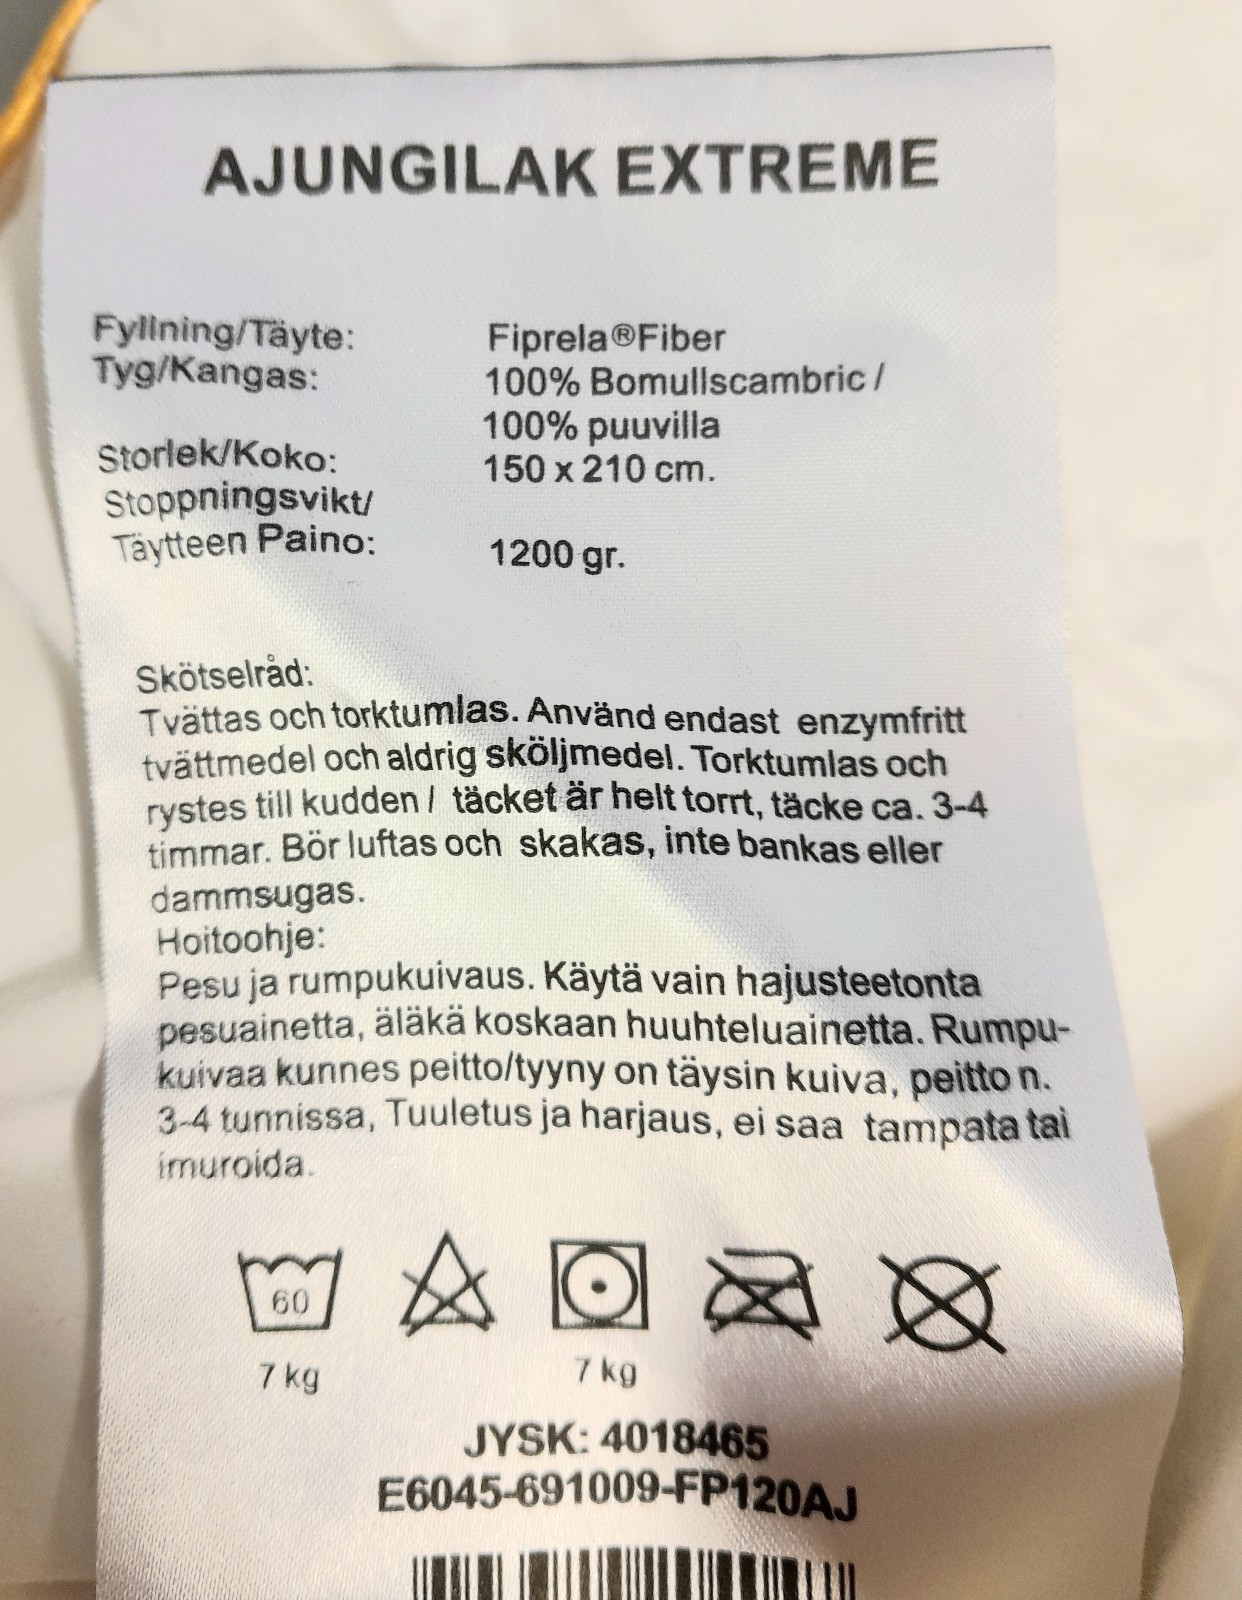 AJUNGILAK EXTREME
Fyllning/Täyte: Fiprela®Fiber
Tyg/Kangas: 100% Bomullscambric /
100% puuvilla
Storlek/Koko: 150 x 210 cm.
Stoppningsvikt/
Täytteen Paino: 1200 gr.
Skötselråd:
Tvättas och torktumlas. Använd endast enzymfritt
tvättmedel och aldrig sköljmedel. Torktumlas och
rystes till kudden / täcket är helt torrt, täcke ca. 3-4
timmar. Bör luftas och skakas, inte bankas eller
dammsugas.
Hoitoohje:
Pesu ja rumpukuivaus. Käytä vain hajusteetonta
pesuainetta, äläkä koskaan huuhteluainetta. Rumpu-
kuivaa kunnes peitto/tyyny on täysin kuiva, peitto n.
3-4 tunnissa, Tuuletus ja harjaus, ei saa tampata tai
imuroida.
60
7 kg 7 kg
JYSK: 4018465
E6045-691009-FP120AJ